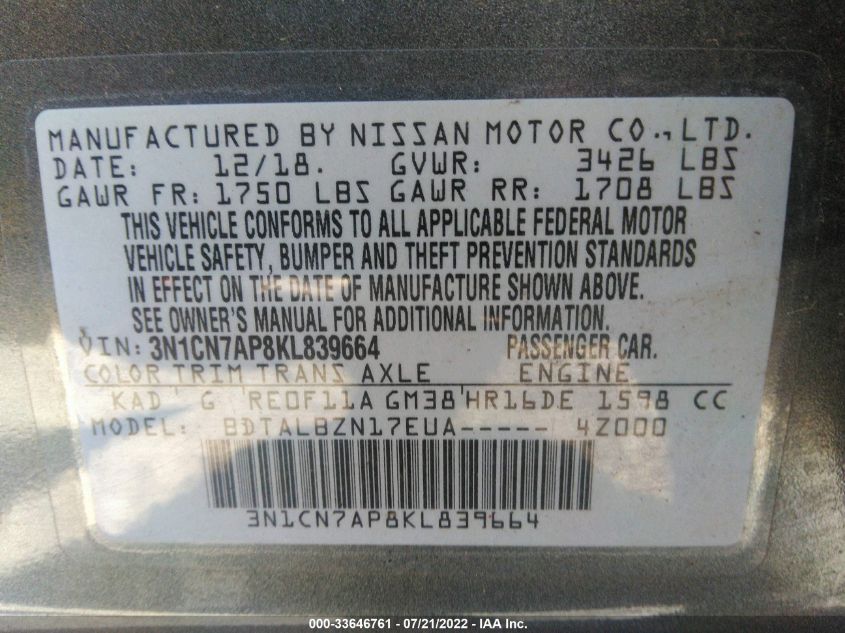 MANUFACTURED BY NISSAN MOTOR CO., LTD.
DATE: 12/18. GVWR: 3426 LBS
GAWR FR: 1750 LBS GAWR RR: 1708 LBS
THIS VEHICLE CONFORMS TO ALL APPLICABLE FEDERAL MOTOR
VEHICLE SAFETY, BUMPER AND THEFT PREVENTION STANDARDS
IN EFFECT ON THE DATE OF MANUFACTURE SHOWN ABOVE.
SEE OWNER'S MANUAL FOR ADDITIONAL INFORMATION.
VIN: 3N1CN7AP8KL839664 PASSENGER CAR.
COLOR TRIM TRANS AXLE ENGINE
KAD ' G ' RE0F11A GM38 ' HR16DE 1598 CC
MODEL: BDTALBZN17EUA----- 4Z000
3N1CN7AP8KL839664
000-33646761 - 07/21/2022 - IAA Inc.